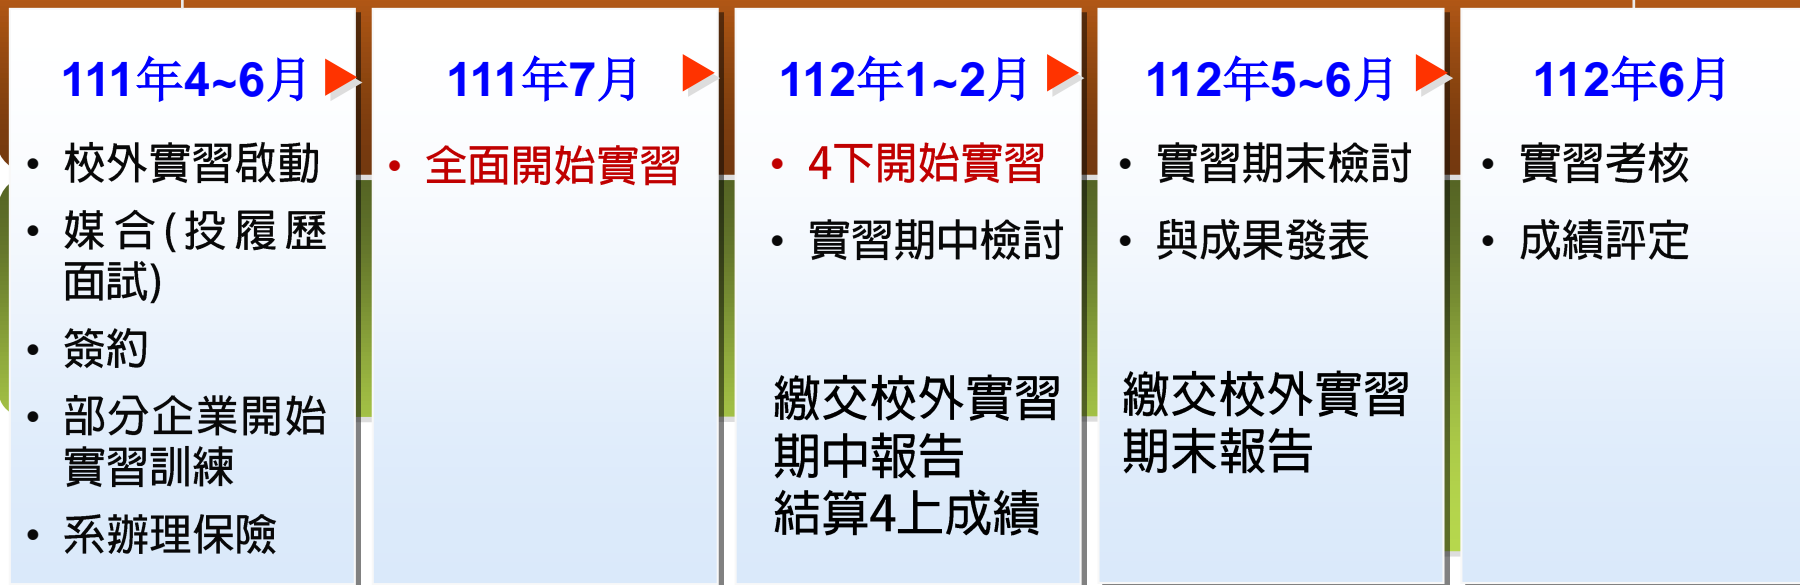 111年4~6月
• 校外實習啟動
• 媒合(投履歷
面試)
• 簽約
• 部分企業開始
實習訓練
• 系辦理保險
111年7月
• 全面開始實習
112年1~2月
• 4下開始實習
• 實習期中檢討
繳交校外實習
期中報告
結算4上成績
112年5~6月
• 實習期末檢討
• 與成果發表
繳交校外實習
期末報告
112年6月
• 實習考核
• 成績評定